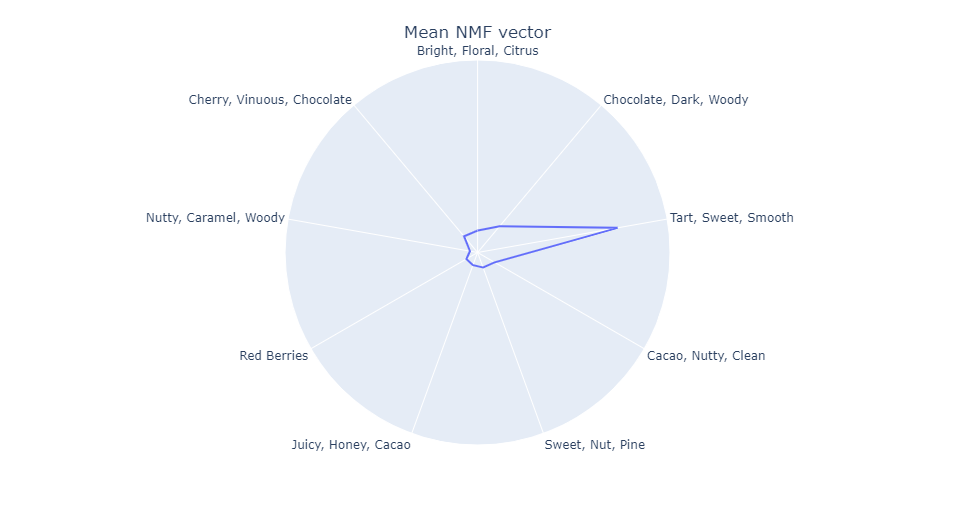 Mean NMF vector
Bright, Floral, Citrus
Cherry, Vinuous, Chocolate
Chocolate, Dark, Woody
Nutty, Caramel, Woody
Tart, Sweet, Smooth
Red Berries
Cacao, Nutty, Clean
Juicy, Honey, Cacao
Sweet, Nut, Pine